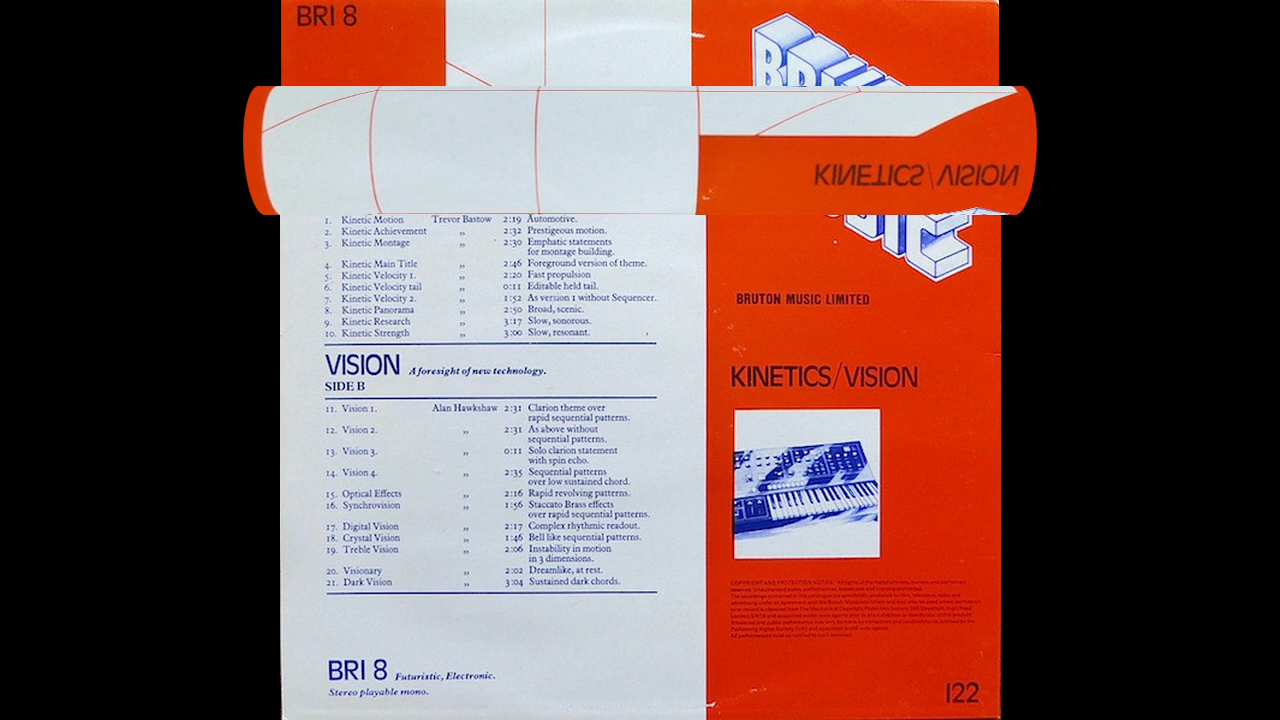 BRI 8
KINETICS/VISION
1. Kinetic Motion Trevor Bastow 2:19 Automotive.
2. Kinetic Achievement „ 2:32 Prestigeous motion.
3. Kinetic Montage „ 2:30 Emphatic statements
for montage building.
4. Kinetic Main Title „ 2:46 Foreground version of theme.
5. Kinetic Velocity 1. „ 2:20 Fast propulsion
6. Kinetic Velocity tail „ 0:11 Editable held tail.
7. Kinetic Velocity 2. „ 1:52 As version 1 without Sequencer.
8. Kinetic Panorama „ 2:50 Broad, scenic.
9. Kinetic Research „ 3:17 Slow, sonorous.
10. Kinetic Strength „ 3:00 Slow, resonant.
VISION A foresight of new technology.
SIDE B
11. Vision 1. Alan Hawkshaw 2:31 Clarion theme over
rapid sequential patterns.
12. Vision 2. „ 2:31 As above without
sequential patterns.
13. Vision 3. „ 0:11 Solo clarion statement
with spin echo.
14. Vision 4. „ 2:35 Sequential patterns
over low sustained chord.
15. Optical Effects „ 2:16 Rapid revolving patterns.
16. Synchrovision „ 1:56 Staccato Brass effects
over rapid sequential patterns.
17. Digital Vision „ 2:17 Complex rhythmic readout.
18. Crystal Vision „ 1:46 Bell like sequential patterns.
19. Treble Vision „ 2:06 Instability in motion
in 3 dimensions.
20. Visionary „ 2:02 Dreamlike, at rest.
21. Dark Vision „ 3:04 Sustained dark chords.
BRI 8 Futuristic, Electronic.
Stereo playable mono.
BRUTON MUSIC LIMITED
KINETICS/VISION
COPYRIGHT AND PROTECTION NOTICE
122